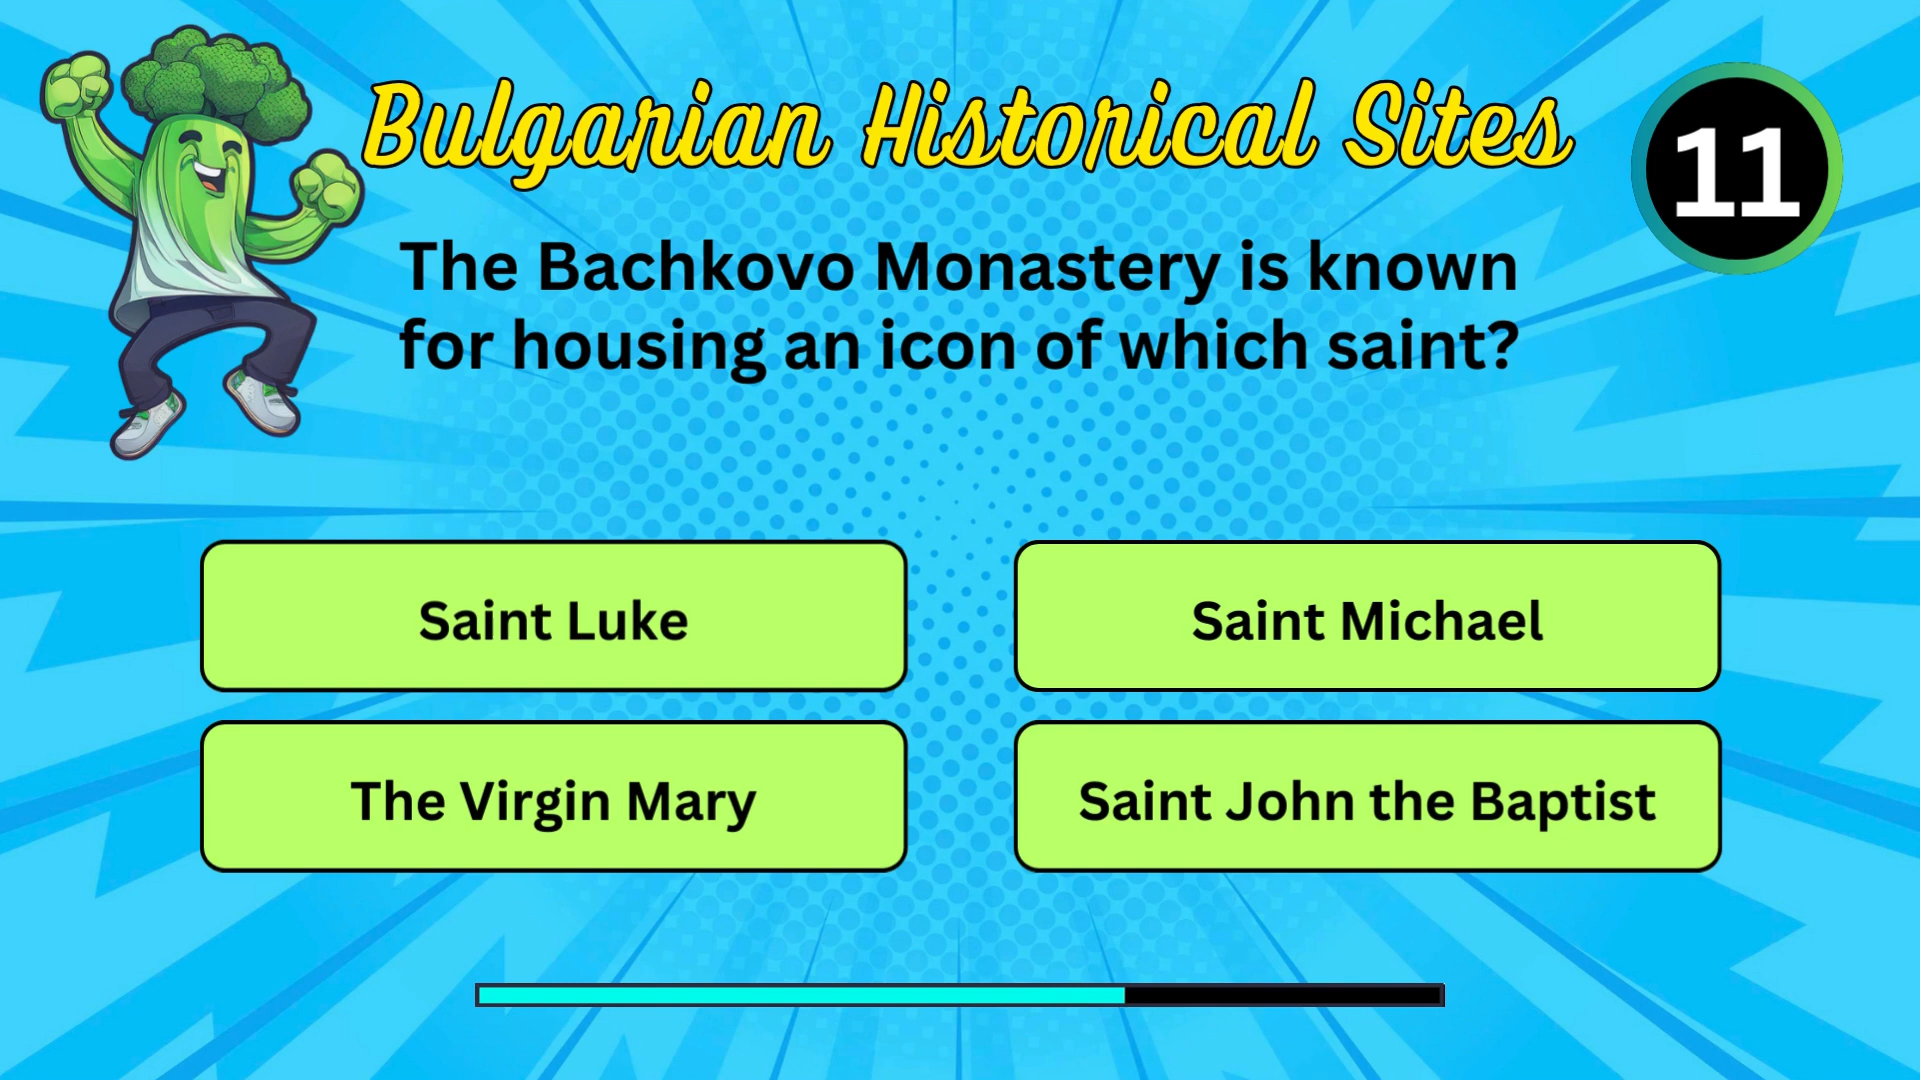 Bulgarian Historical Sites
11
The Bachkovo Monastery is known
for housing an icon of which saint?
Saint Luke
Saint Michael
The Virgin Mary
Saint John the Baptist